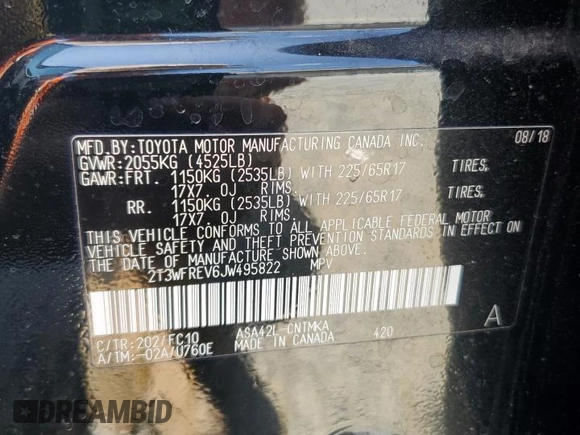 MFD.BY:TOYOTA MOTOR MANUFACTURING CANADA INC. 08/18
GVWR:2055KG (4525LB)
GAWR:FRT. 1150KG (2535LB) WITH 225/65R17 TIRES,
17X7.0J RIMS.
RR. 1150KG (2535LB) WITH 225/65R17 TIRES,
17X7.0J RIMS.
THIS VEHICLE CONFORMS TO ALL APPLICABLE FEDERAL MOTOR
VEHICLE SAFETY AND THEFT PREVENTION STANDARDS IN EFFECT ON
THE DATE OF MANUFACTURE SHOWN ABOVE.
2T3WFREV6JW495822 MPV
A
C/TR:202/FC10 ASA42L-CNTMKA 420
A/TM:-02A/U760E MADE IN CANADA
DREAMBID